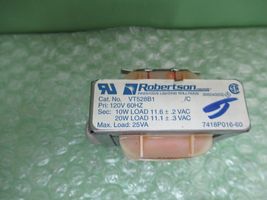 Robertson
Cat. No. VT528B1 /C
Pri: 120V 60HZ
Sec: 10W LOAD 11.6 ± .2 VAC
20W LOAD 11.1 ± .3 VAC
Max. Load: 25VA
7418P016-60